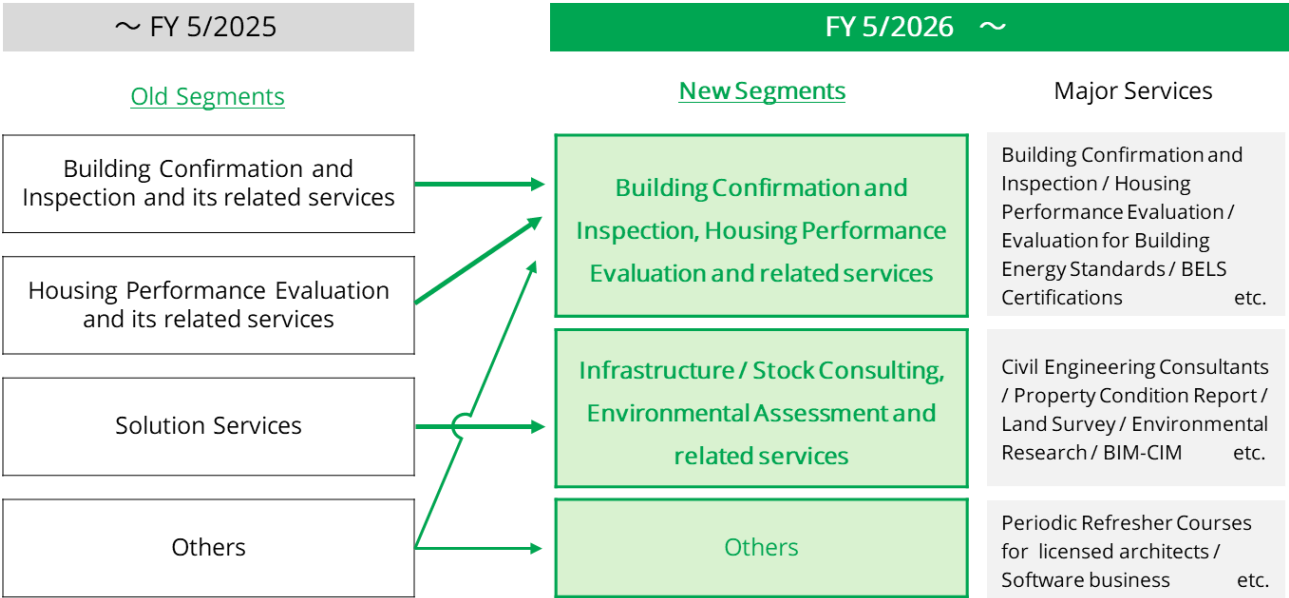 ～ FY 5/2025
FY 5/2026 ～
Old Segments
New Segments
Major Services
Building Confirmation and
Inspection and its related services
Housing Performance Evaluation
and its related services
Solution Services
Others
Building Confirmation and
Inspection, Housing Performance
Evaluation and related services
Infrastructure / Stock Consulting,
Environmental Assessment and
related services
Others
Building Confirmation and
Inspection / Housing
Performance Evaluation /
Evaluation for Building
Energy Standards / BELS
Certifications etc.
Civil Engineering Consultants
/ Property Condition Report /
Land Survey / Environmental
Research / BIM-CIM etc.
Periodic Refresher Courses
for licensed architects /
Software business etc.